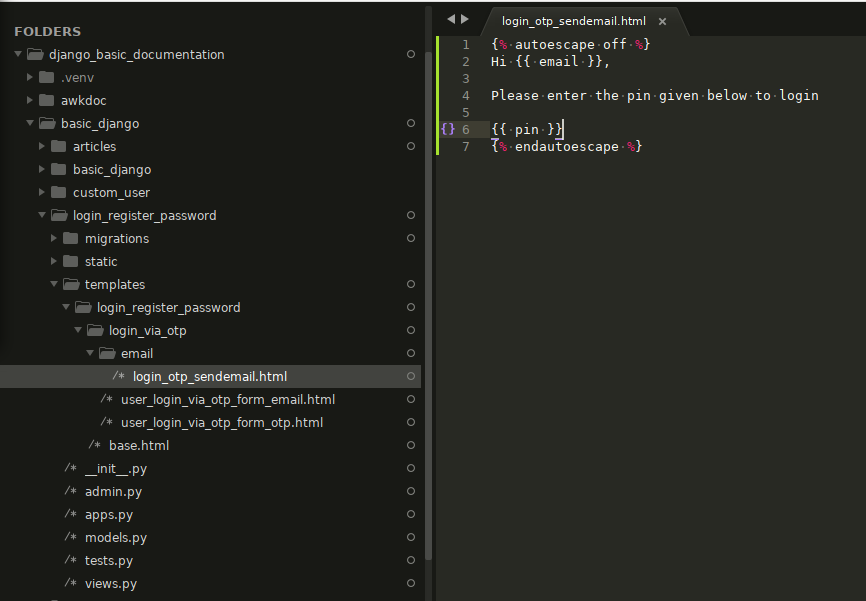 FOLDERS
django_basic_documentation
.venv
awkdoc
basic_django
articles
basic_django
custom_user
login_register_password
migrations
static
templates
login_register_password
login_via_otp
email
/* login_otp_sendemail.html
/* user_login_via_otp_form_email.html
/* user_login_via_otp_form_otp.html
/* base.html
/* __init__.py
/* admin.py
/* apps.py
/* models.py
/* tests.py
/* views.py
login_otp_sendemail.html ×
1 {% autoescape off %}
2 Hi {{ email }},
3
4 Please enter the pin given below to login
5
{} 6 {{ pin }}
7 {% endautoescape %}